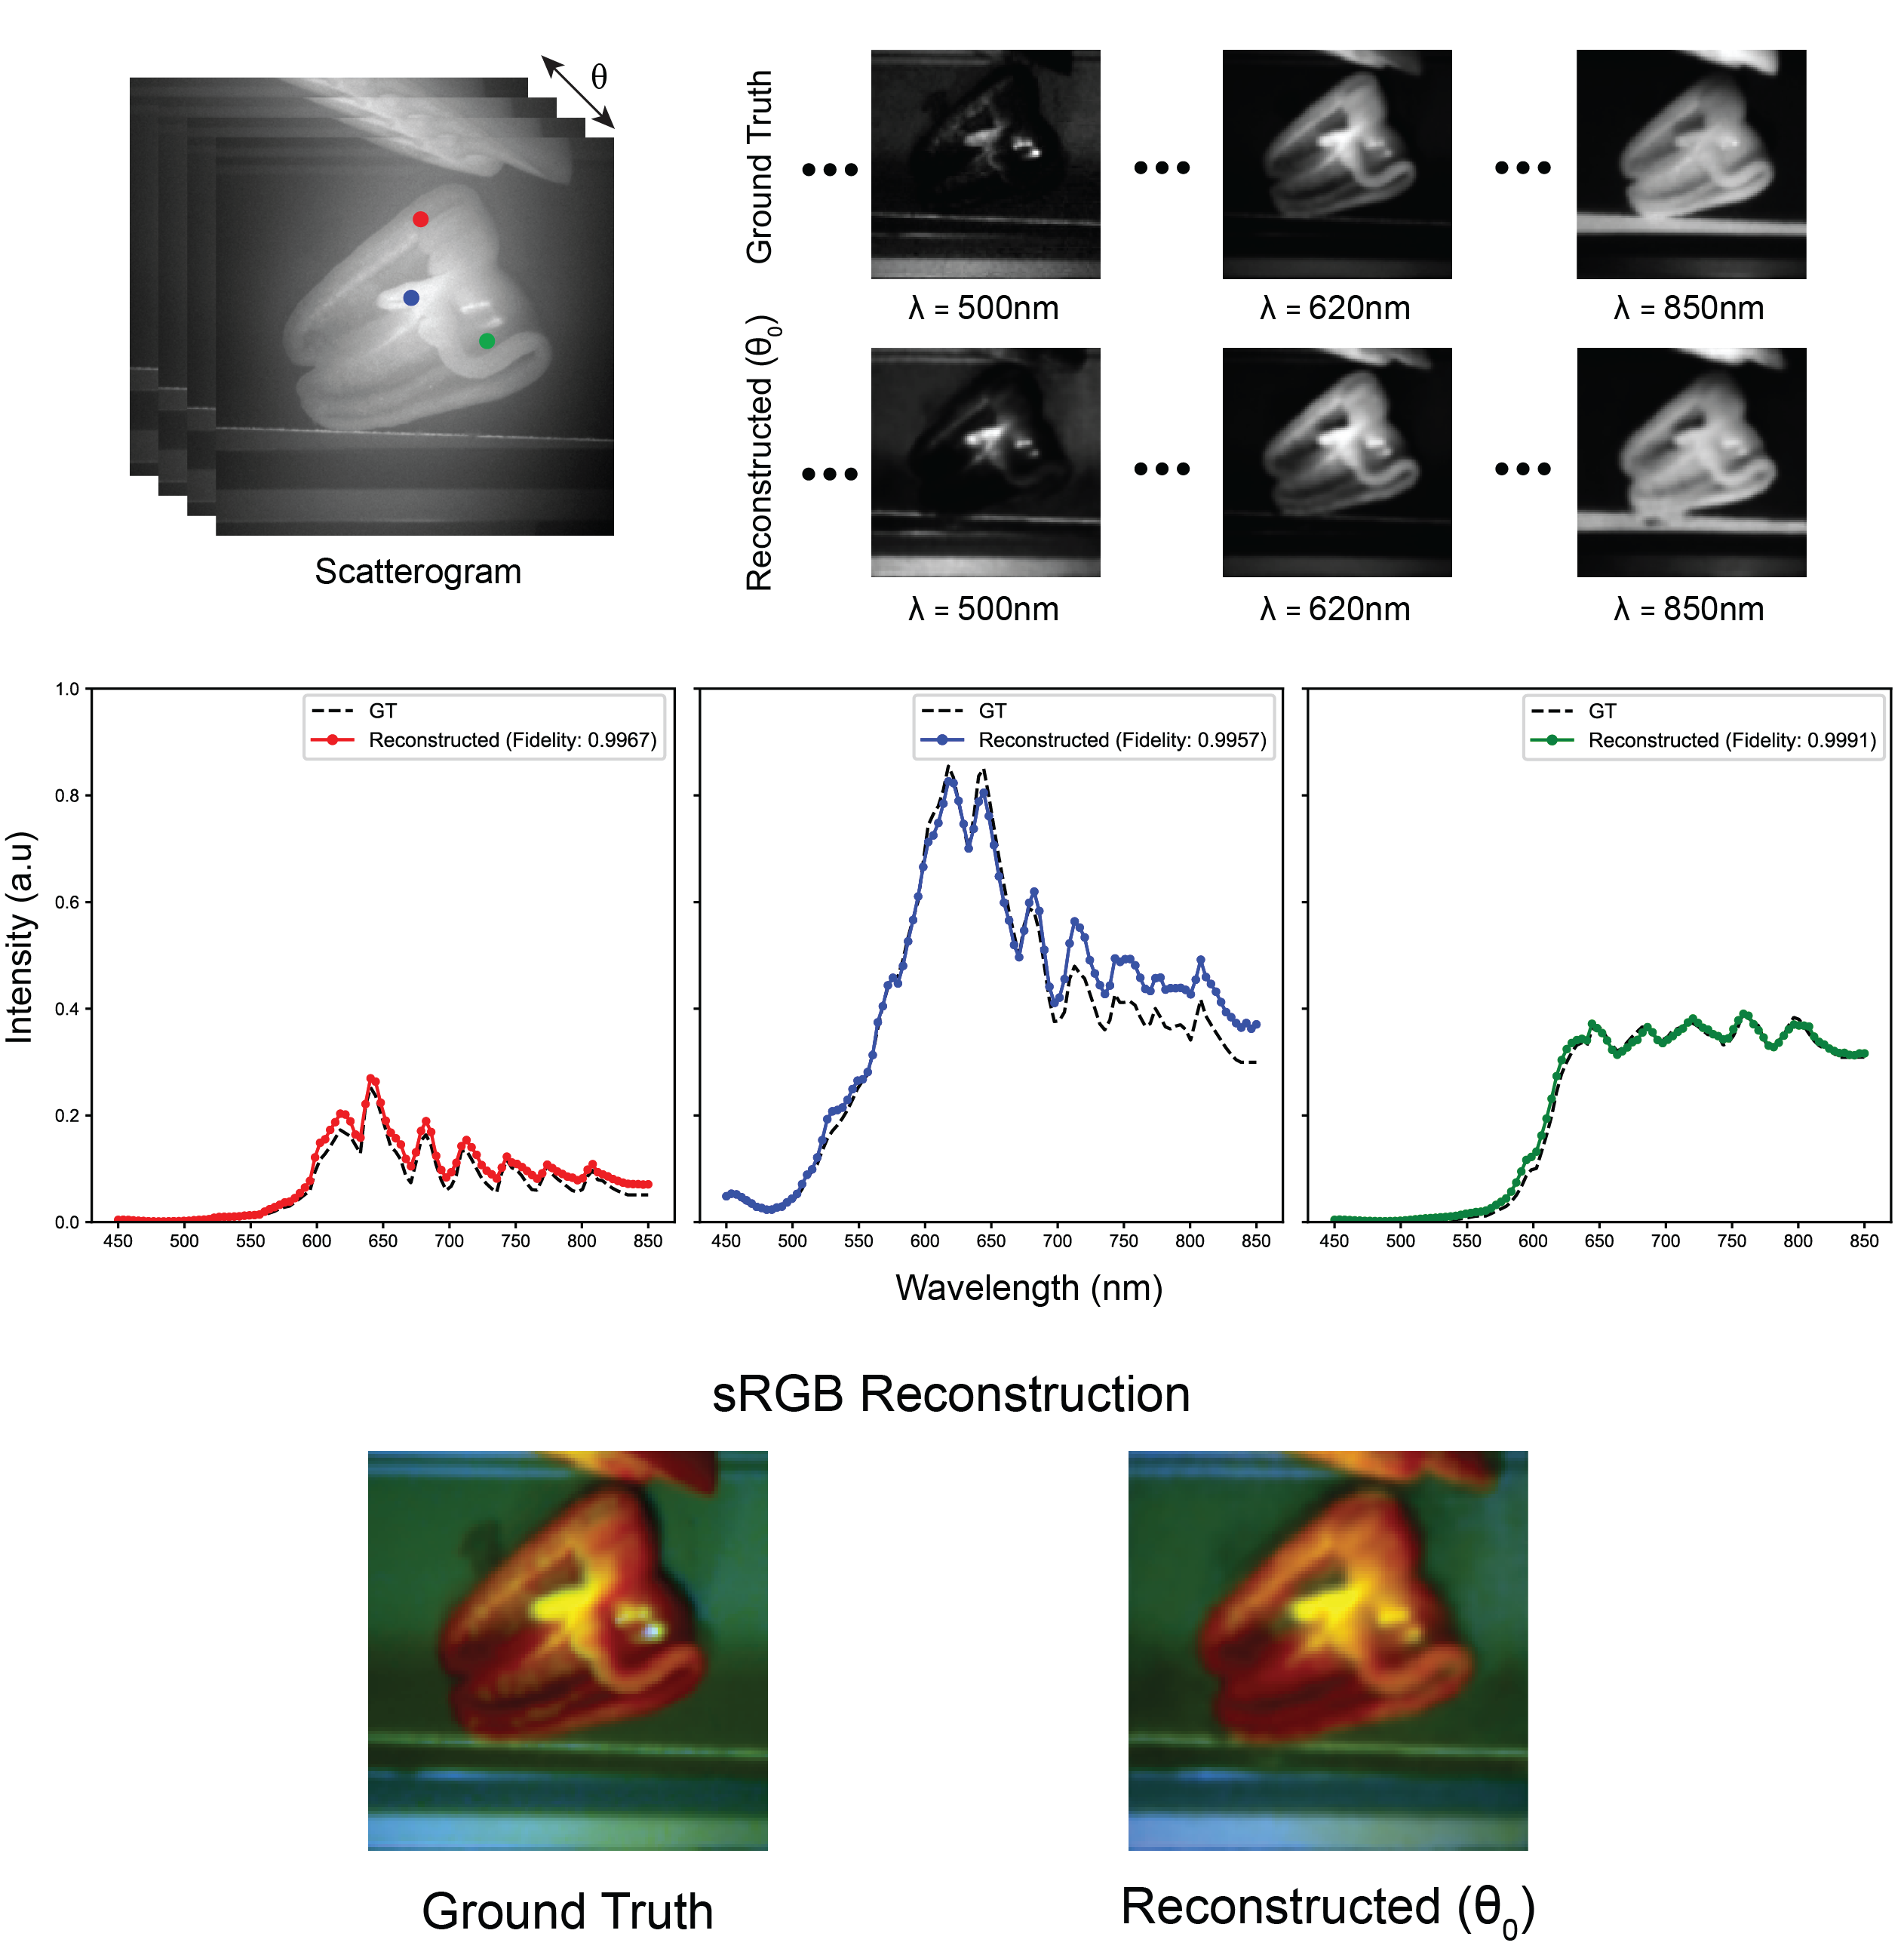 θ
Scatterogram
Ground Truth
λ = 500nm
λ = 620nm
λ = 850nm
Reconstructed (θ₀)
λ = 500nm
λ = 620nm
λ = 850nm
Intensity (a.u)
1.0
0.8
0.6
0.4
0.2
0.0
GT
Reconstructed (Fidelity: 0.9967)
450 500 550 600 650 700 750 800 850
GT
Reconstructed (Fidelity: 0.9957)
450 500 550 600 650 700 750 800 850
GT
Reconstructed (Fidelity: 0.9991)
450 500 550 600 650 700 750 800 850
Wavelength (nm)
sRGB Reconstruction
Ground Truth
Reconstructed (θ₀)